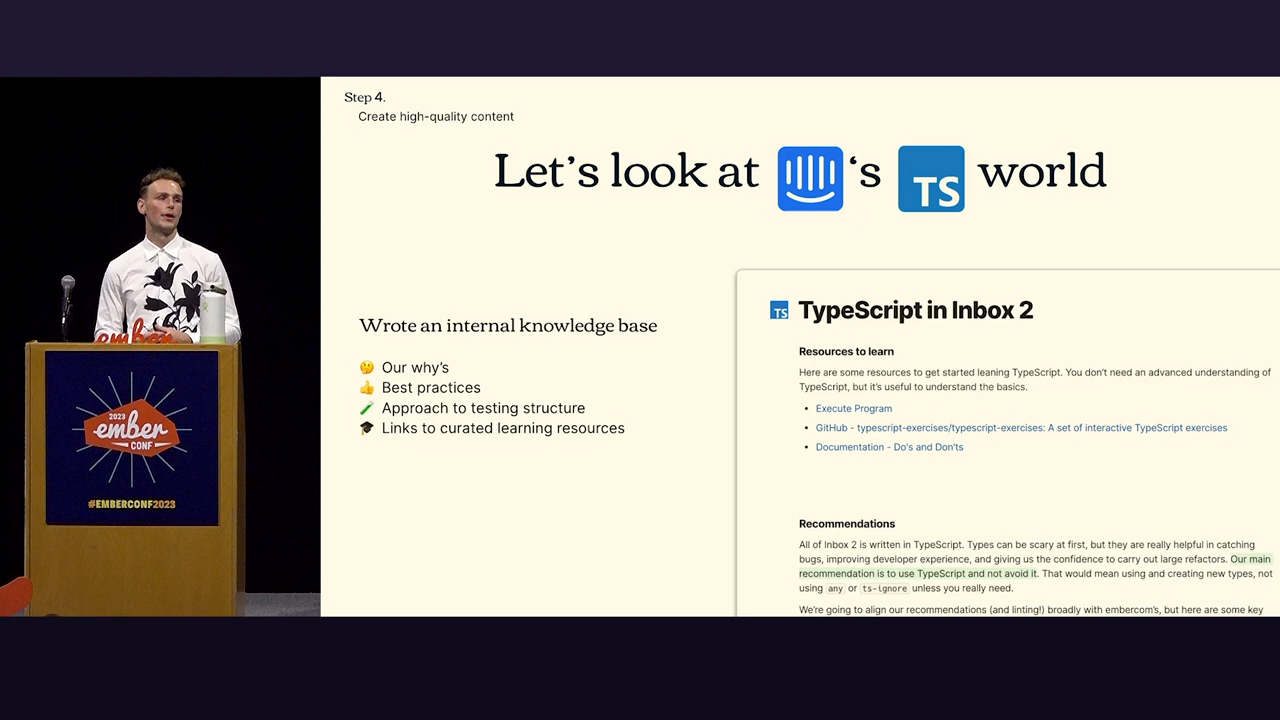 Step 4.
Create high-quality content
Let's look at 's TS world
Wrote an internal knowledge base
🤔 Our why's
👍 Best practices
🧪 Approach to testing structure
🎓 Links to curated learning resources
TS TypeScript in Inbox 2
Resources to learn
Here are some resources to get started leaning TypeScript. You don't need an advanced understanding of
TypeScript, but it's useful to understand the basics.
• Execute Program
• GitHub - typescript-exercises/typescript-exercises: A set of interactive TypeScript exercises
• Documentation - Do's and Don'ts
Recommendations
All of Inbox 2 is written in TypeScript. Types can be scary at first, but they are really helpful in catching
bugs, improving developer experience, and giving us the confidence to carry out large refactors. Our main
recommendation is to use TypeScript and not avoid it. That would mean using and creating new types, not
using any or ts-ignore unless you really need.
We're going to align our recommendations (and linting!) broadly with embercom's, but here are some key
ember
2023
ember
CONF
#EMBERCONF2023